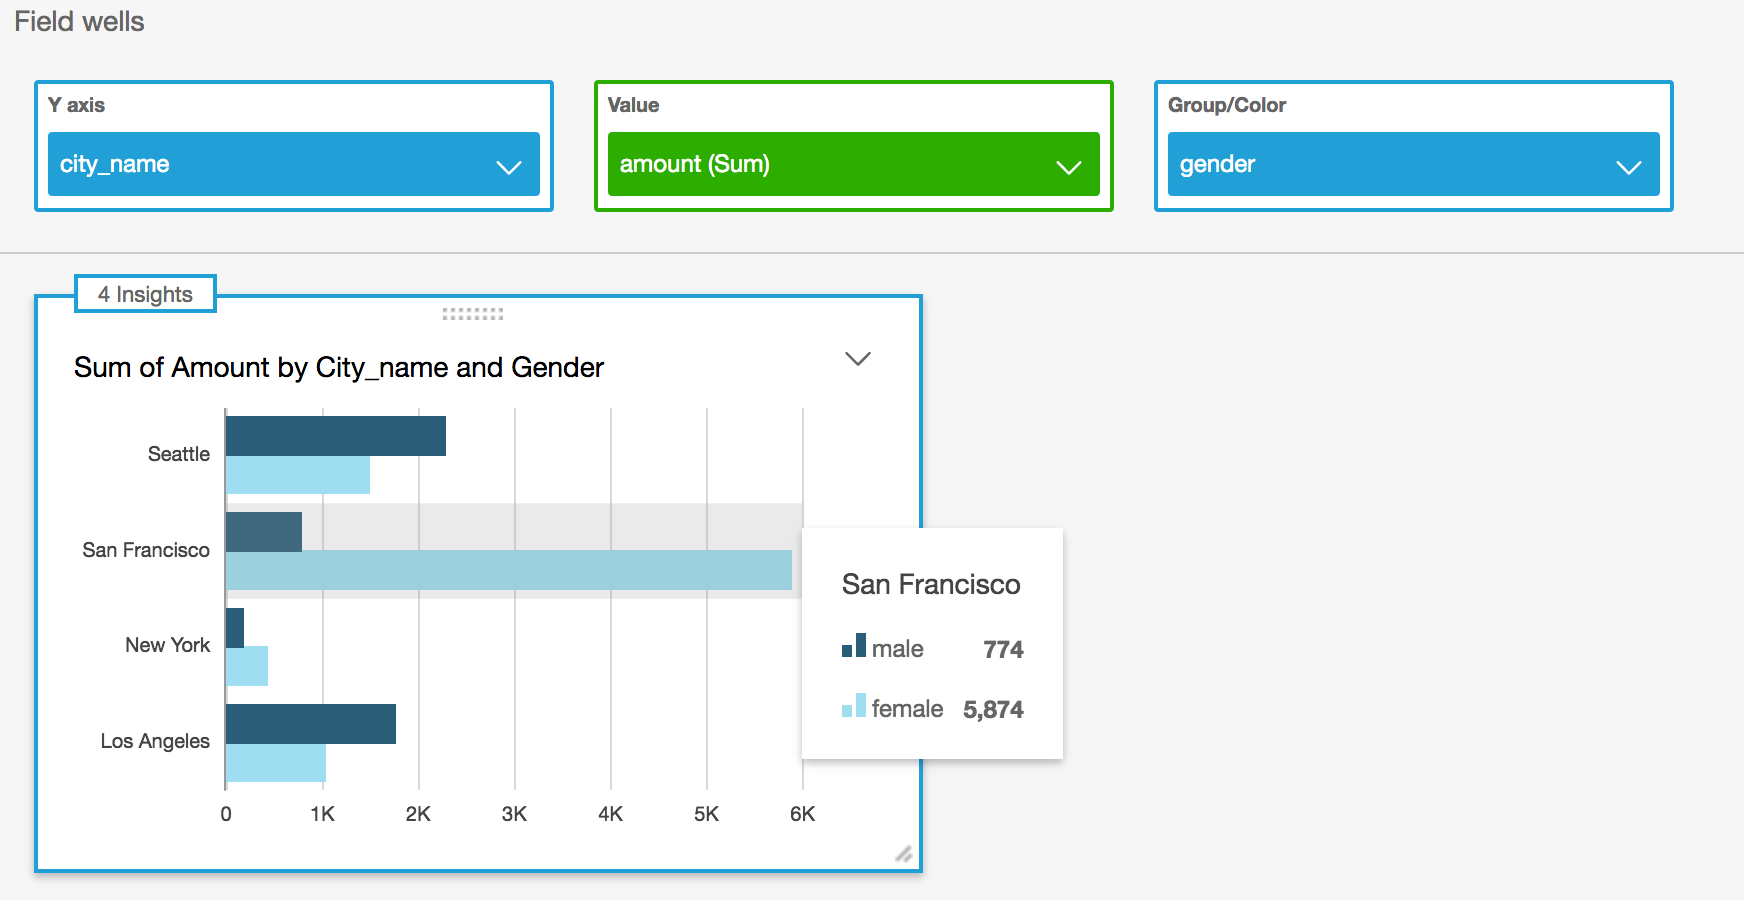 Field wells
Y axis
Value
Group/Color
city_name
amount (Sum)
gender
4 Insights
Sum of Amount by City_name and Gender
Seattle
San Francisco
New York
Los Angeles
0 1K 2K 3K 4K 5K 6K
San Francisco
male 774
female 5,874